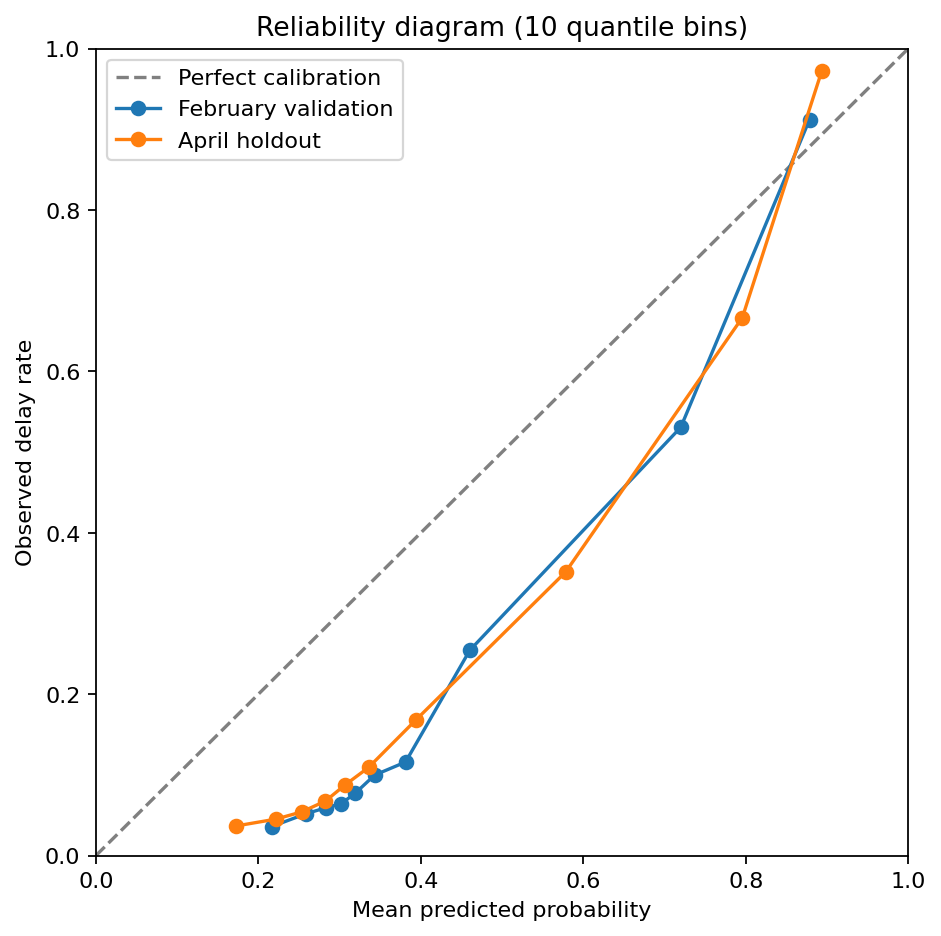 Reliability diagram (10 quantile bins)
Perfect calibration
February validation
April holdout
Observed delay rate
1.0
0.8
0.6
0.4
0.2
0.0
0.0 0.2 0.4 0.6 0.8 1.0
Mean predicted probability